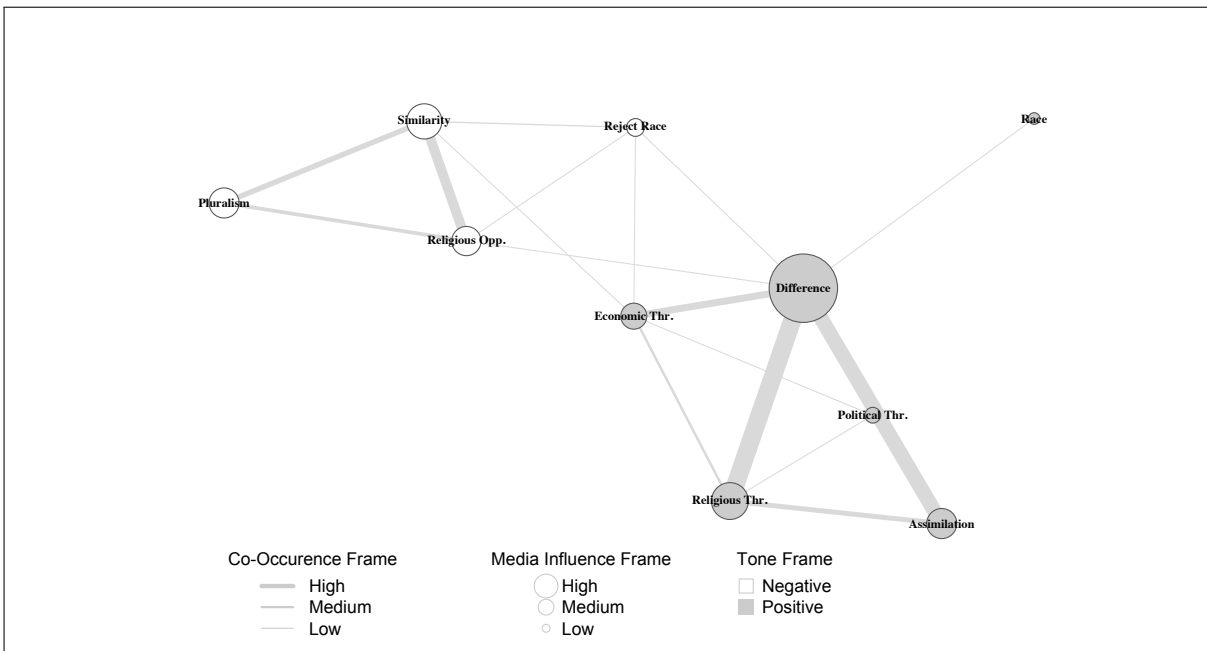 Similarity
Reject Race
Race
Pluralism
Religious Opp.
Difference
Economic Thr.
Political Thr.
Religious Thr.
Assimilation
Co-Occurence Frame
High
Medium
Low
Media Influence Frame
High
Medium
Low
Tone Frame
Negative
Positive